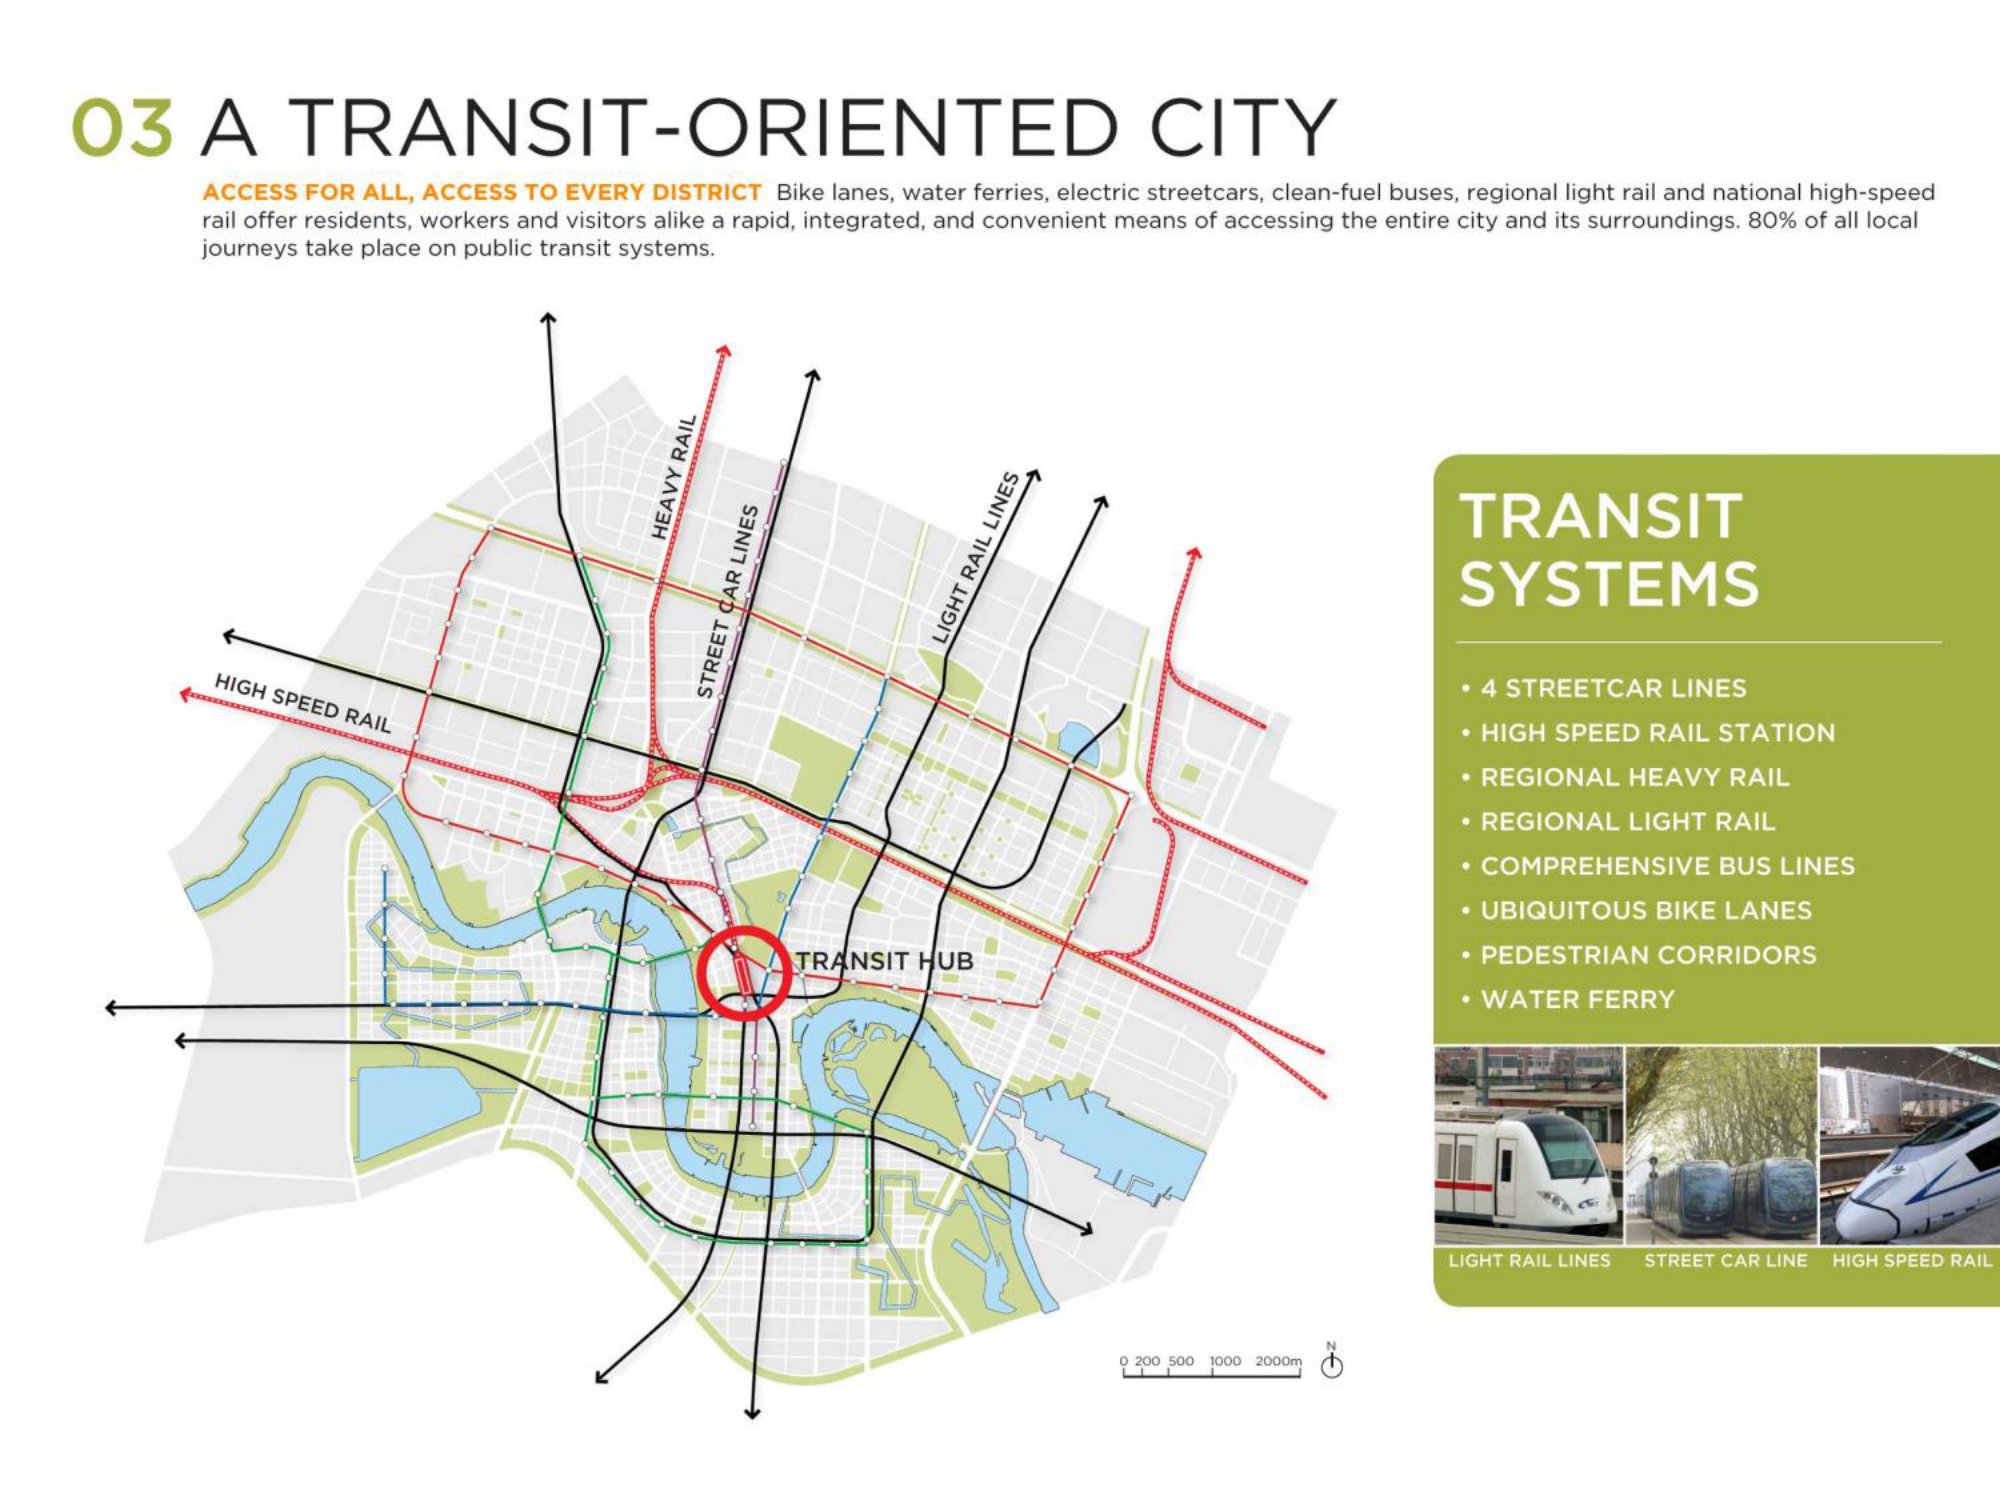 03 A TRANSIT-ORIENTED CITY
ACCESS FOR ALL, ACCESS TO EVERY DISTRICT Bike lanes, water ferries, electric streetcars, clean-fuel buses, regional light rail and national high-speed
rail offer residents, workers and visitors alike a rapid, integrated, and convenient means of accessing the entire city and its surroundings. 80% of all local
journeys take place on public transit systems.
HEAVY RAIL
STREET CAR LINES
LIGHT RAIL LINES
HIGH SPEED RAIL
TRANSIT HUB
0 200 500 1000 2000m
N
TRANSIT
SYSTEMS
• 4 STREETCAR LINES
• HIGH SPEED RAIL STATION
• REGIONAL HEAVY RAIL
• REGIONAL LIGHT RAIL
• COMPREHENSIVE BUS LINES
• UBIQUITOUS BIKE LANES
• PEDESTRIAN CORRIDORS
• WATER FERRY
LIGHT RAIL LINES
STREET CAR LINE
HIGH SPEED RAIL